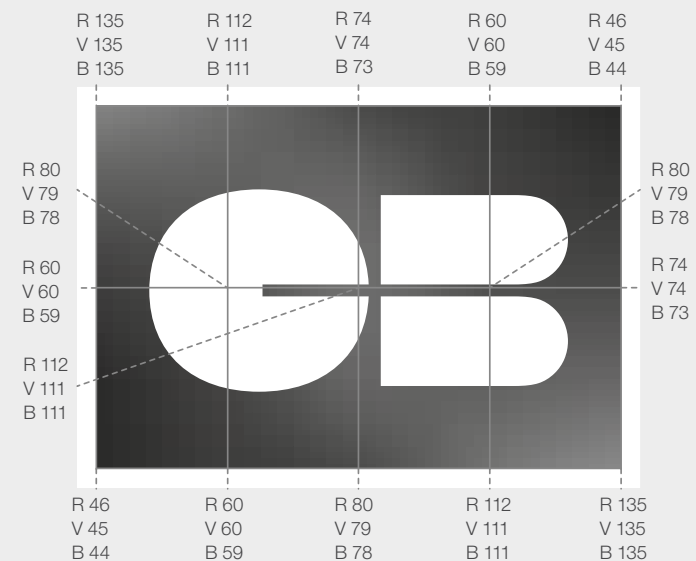 R 135
V 135
B 135
R 112
V 111
B 111
R 74
V 74
B 73
R 60
V 60
B 59
R 46
V 45
B 44
R 80
V 79
B 78
R 60
V 60
B 59
R 112
V 111
B 111
R 80
V 79
B 78
R 74
V 74
B 73
R 46
V 45
B 44
R 60
V 60
B 59
R 80
V 79
B 78
R 112
V 111
B 111
R 135
V 135
B 135